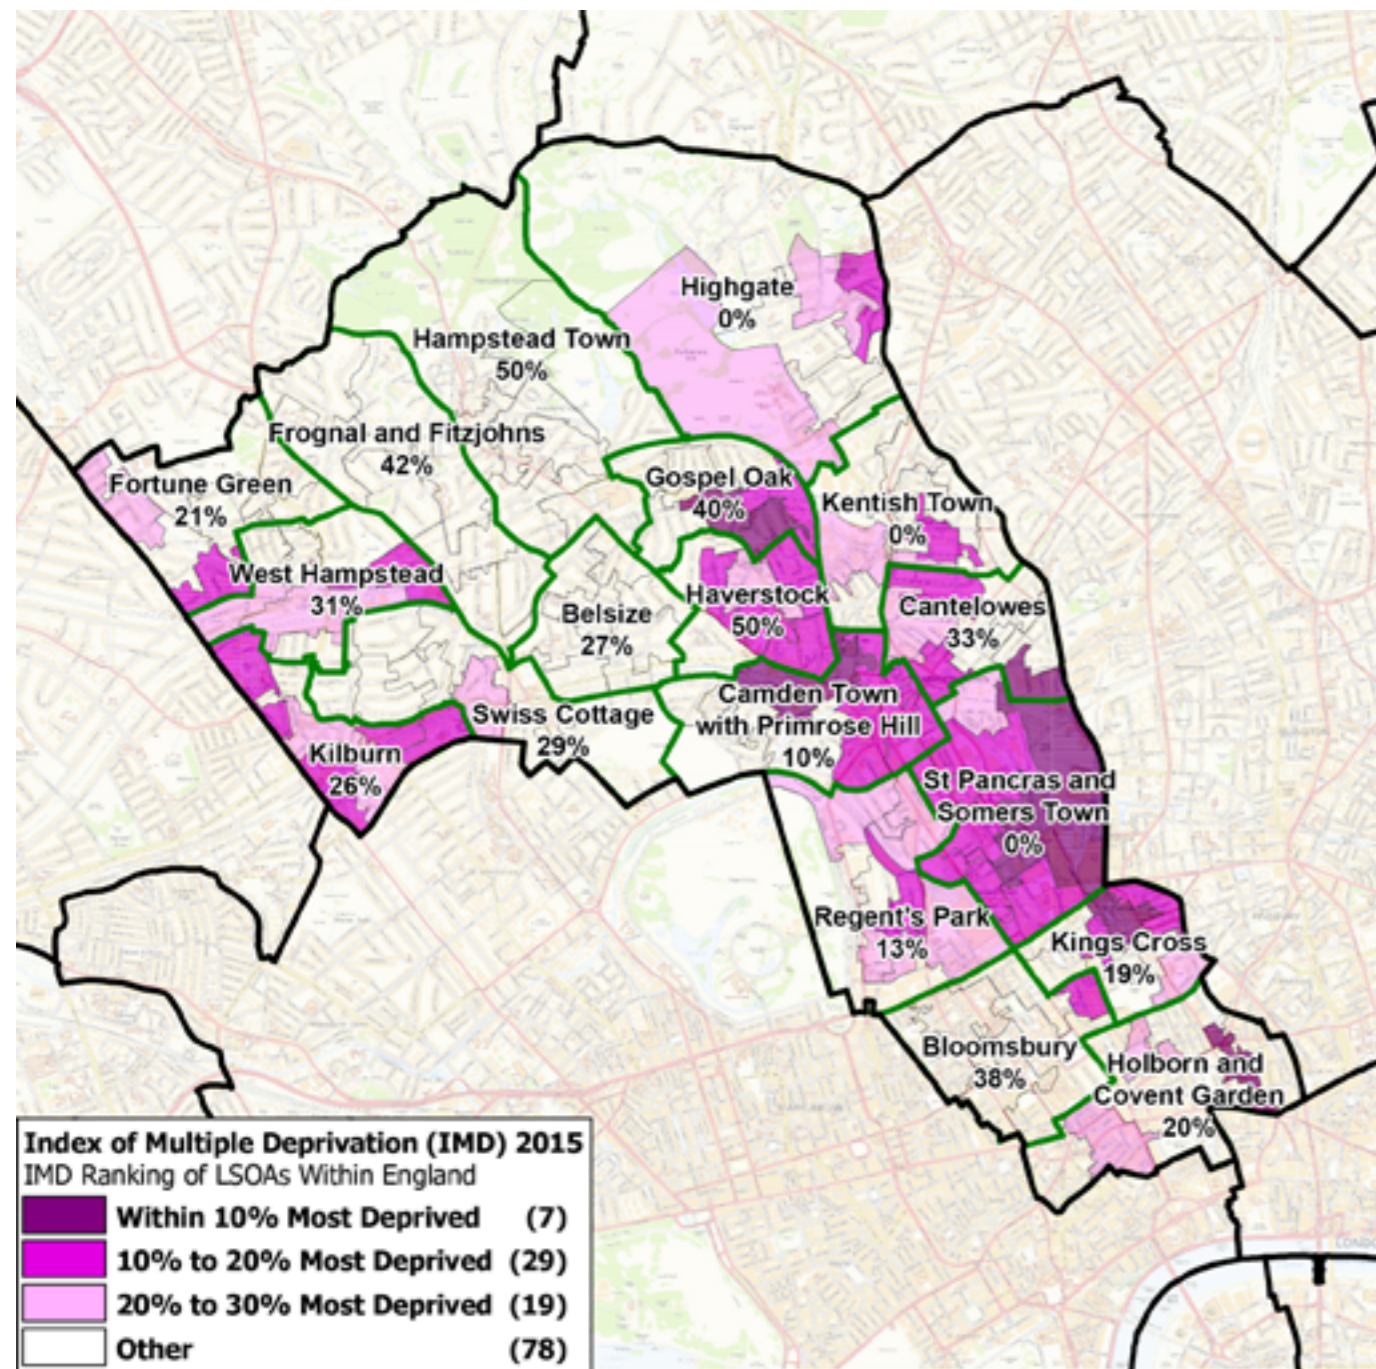 Highgate
0%
Hampstead Town
50%
Frognal and Fitzjohns
42%
Fortune Green
21%
Gospel Oak
40%
Kentish Town
0%
West Hampstead
31%
Belsize
27%
Haverstock
50%
Cantelowes
33%
Camden Town
with Primrose Hill
10%
Swiss Cottage
29%
Kilburn
26%
St Pancras and
Somers Town
0%
Regent's Park
13%
Kings Cross
19%
Bloomsbury
38%
Holborn and
Covent Garden
20%
Index of Multiple Deprivation (IMD) 2015
IMD Ranking of LSOAs Within England
Within 10% Most Deprived (7)
10% to 20% Most Deprived (29)
20% to 30% Most Deprived (19)
Other (78)